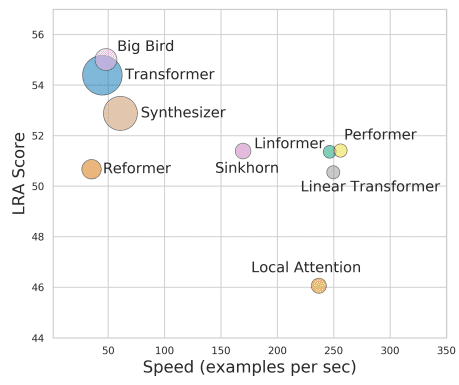 56
Big Bird
54
Transformer
Synthesizer
52
Performer
Linformer
Reformer
Sinkhorn
50
Linear Transformer
48
Local Attention
46
44
50 100 150 200 250 300 350
Speed (examples per sec)
LRA Score